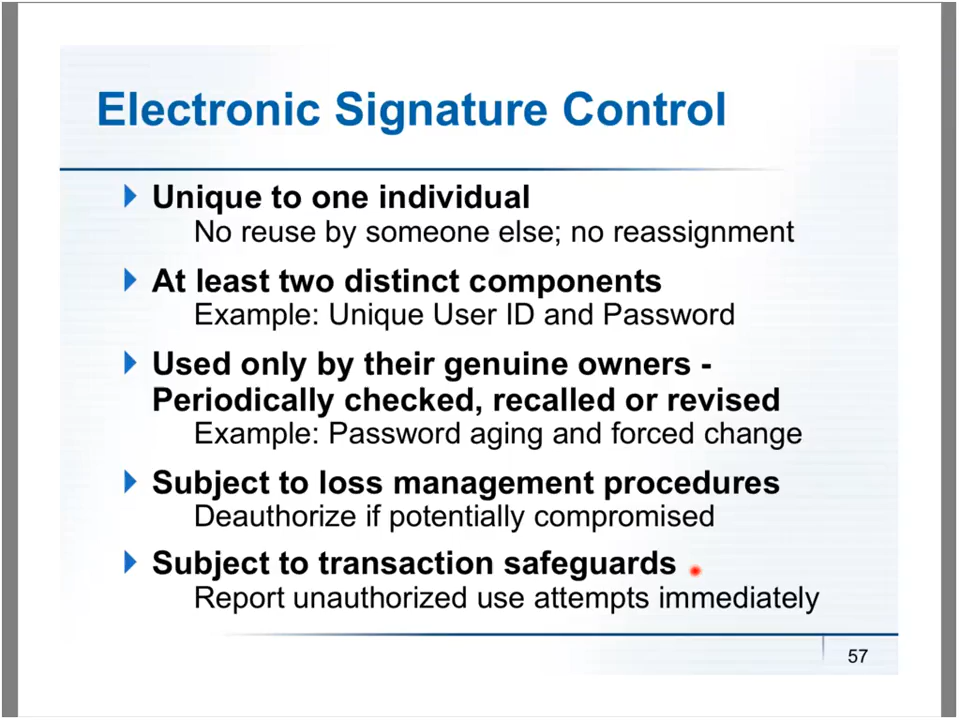 Electronic Signature Control
Unique to one individual
No reuse by someone else; no reassignment
At least two distinct components
Example: Unique User ID and Password
Used only by their genuine owners -
Periodically checked, recalled or revised
Example: Password aging and forced change
Subject to loss management procedures
Deauthorize if potentially compromised
Subject to transaction safeguards
Report unauthorized use attempts immediately
57